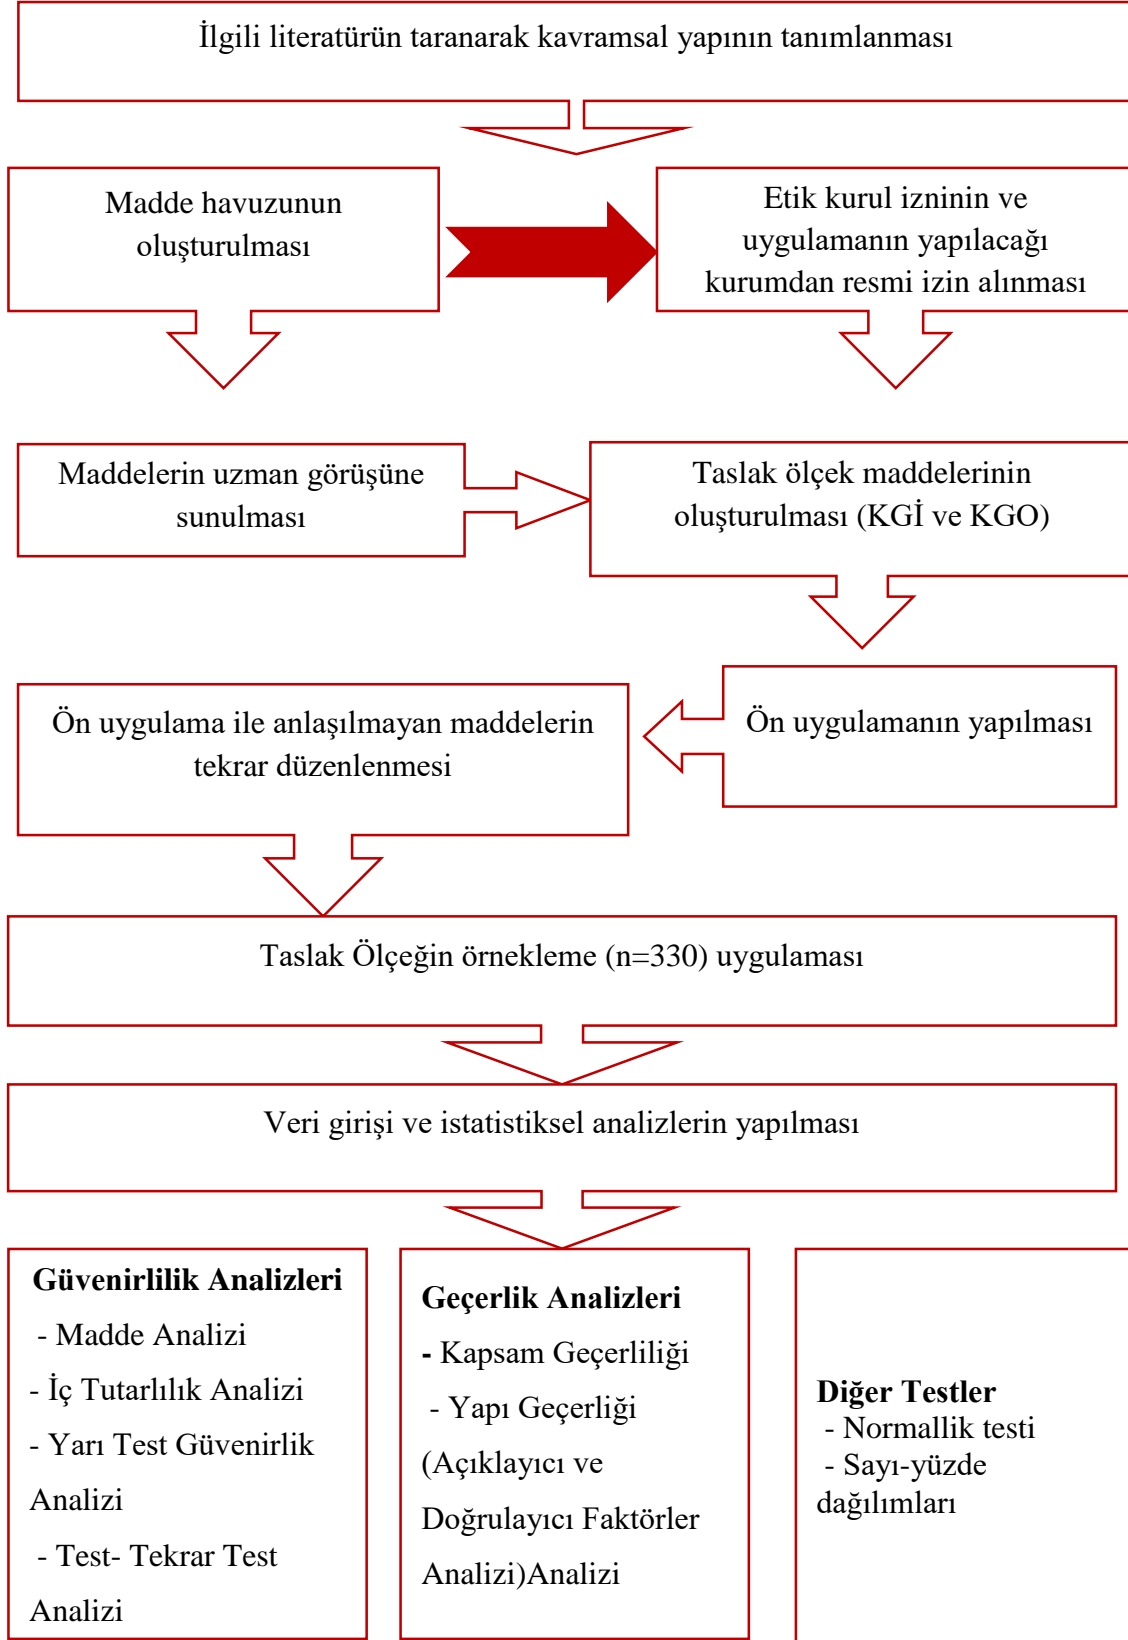 İlgili literatürün taranarak kavramsal yapının tanımlanması
Madde havuzunun
oluşturulması
Etik kurul izninin ve
uygulamanın yapılacağı
kurumdan resmi izin alınması
Maddelerin uzman görüşüne
sunulması
Taslak ölçek maddelerinin
oluşturulması (KGİ ve KGO)
Ön uygulamanın yapılması
Ön uygulama ile anlaşılmayan maddelerin
tekrar düzenlenmesi
Taslak Ölçeğin örnekleme (n=330) uygulaması
Veri girişi ve istatistiksel analizlerin yapılması
Güvenirlilik Analizleri
- Madde Analizi
- İç Tutarlılık Analizi
- Yarı Test Güvenirlik
Analizi
- Test- Tekrar Test
Analizi
Geçerlik Analizleri
- Kapsam Geçerliliği
- Yapı Geçerliği
(Açıklayıcı ve
Doğrulayıcı Faktörler
Analizi)Analizi
Diğer Testler
- Normallik testi
- Sayı-yüzde
dağılımları